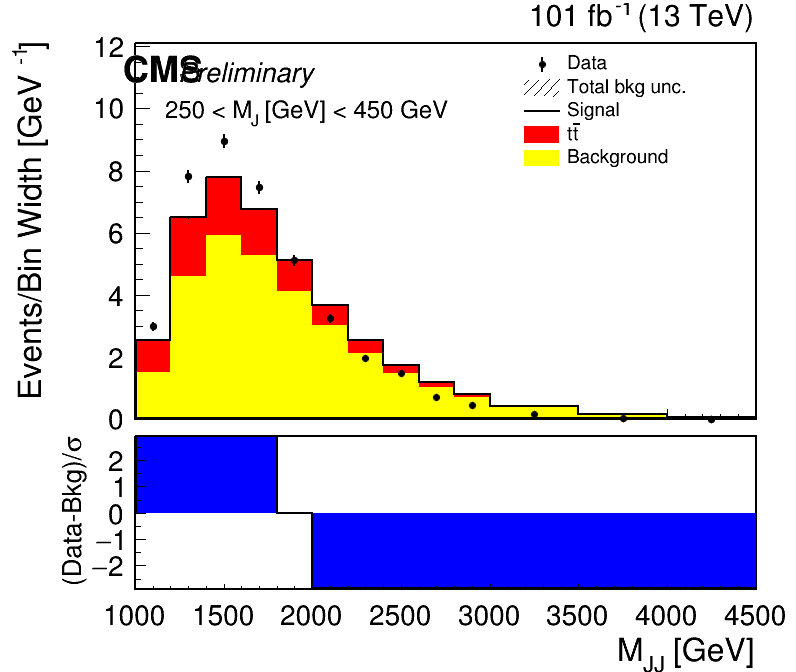 101 fb⁻¹ (13 TeV)
CMS Preliminary
250 < M_J [GeV] < 450 GeV
Data
Total bkg unc.
Signal
tt̄
Background
Events/Bin Width [GeV⁻¹]
12
10
8
6
4
2
0
(Data-Bkg)/σ
2
1
0
−1
−2
1000 1500 2000 2500 3000 3500 4000 4500
M_JJ [GeV]